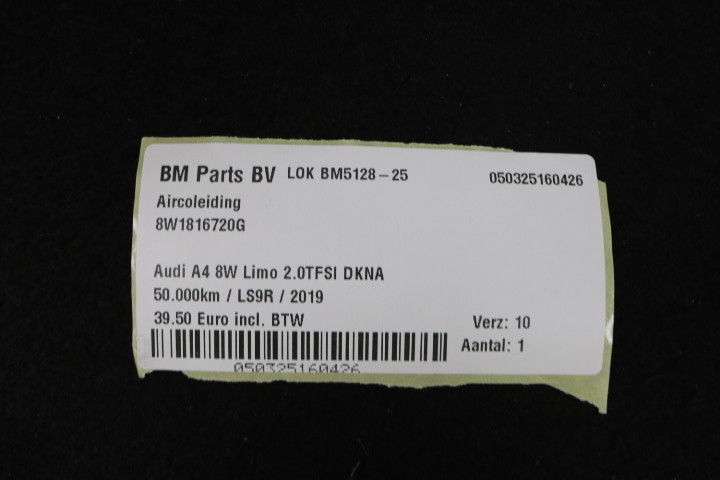 BM Parts BV LOK BM5128-25 050325160426
Aircoleiding
8W1816720G
Audi A4 8W Limo 2.0TFSI DKNA
50.000km / LS9R / 2019
39.50 Euro incl. BTW Verz: 10
Aantal: 1
050325160426